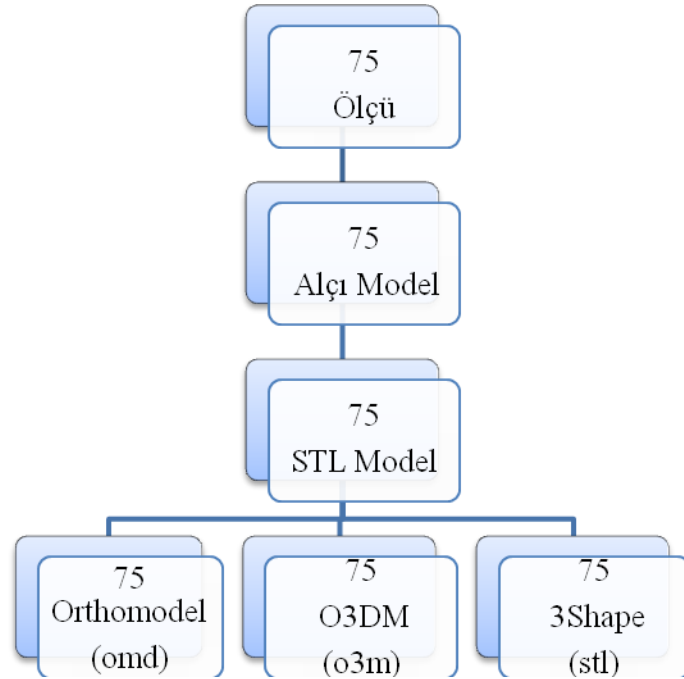 75
Ölçü
75
Alçı Model
75
STL Model
75
Orthomodel
(omd)
75
O3DM
(o3m)
75
3Shape
(stl)